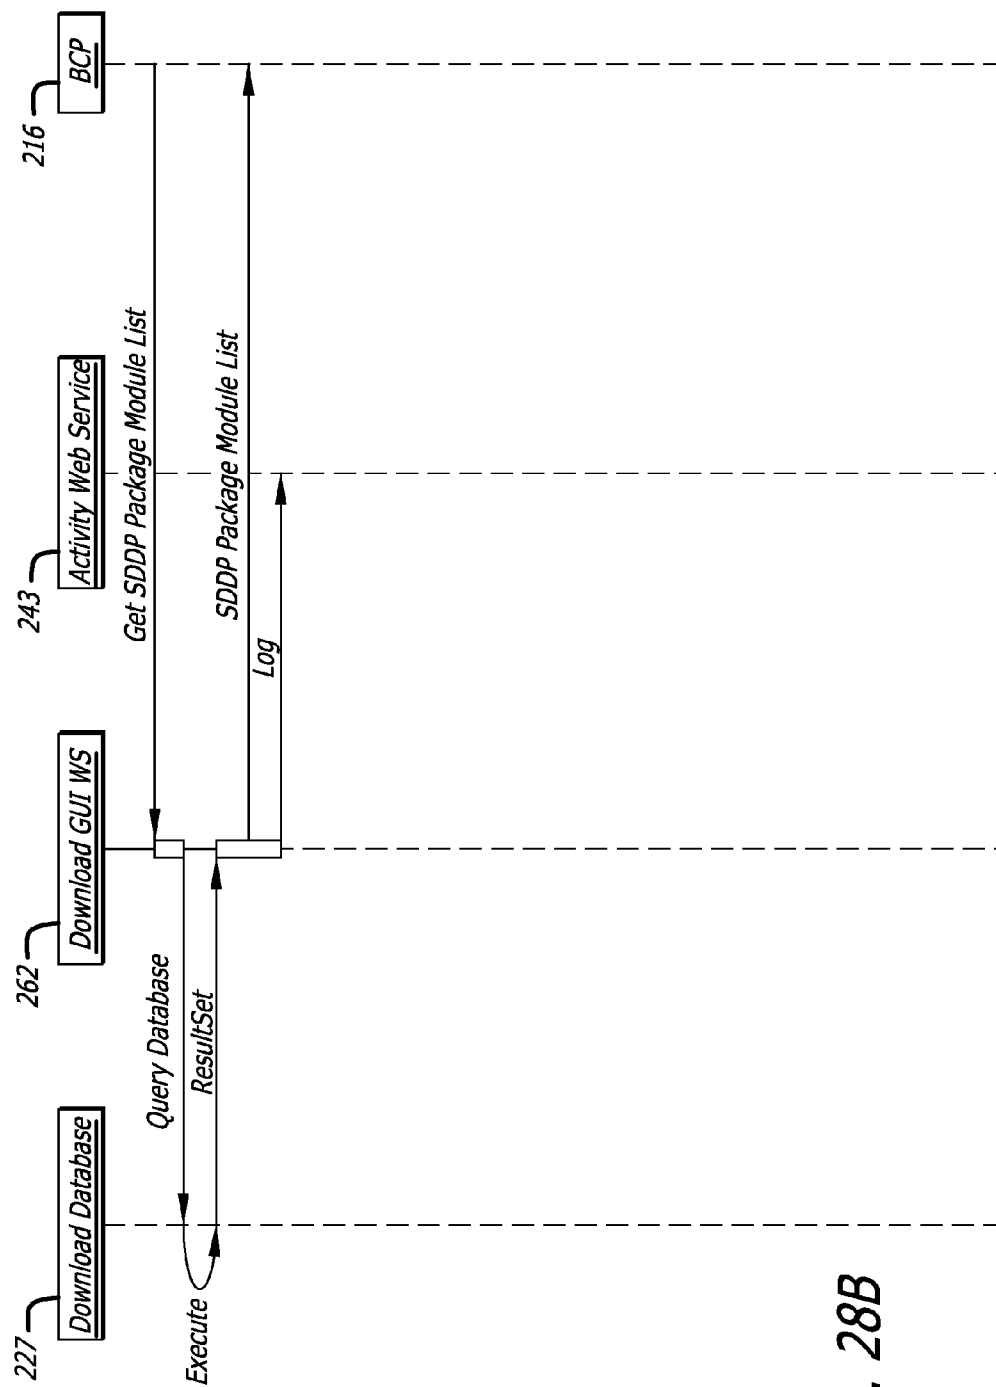 227
Download Database
262
Download GUI WS
243
Activity Web Service
216
BCP
Get SDDP Package Module List
Query Database
Execute
ResultSet
SDDP Package Module List
Log
28B